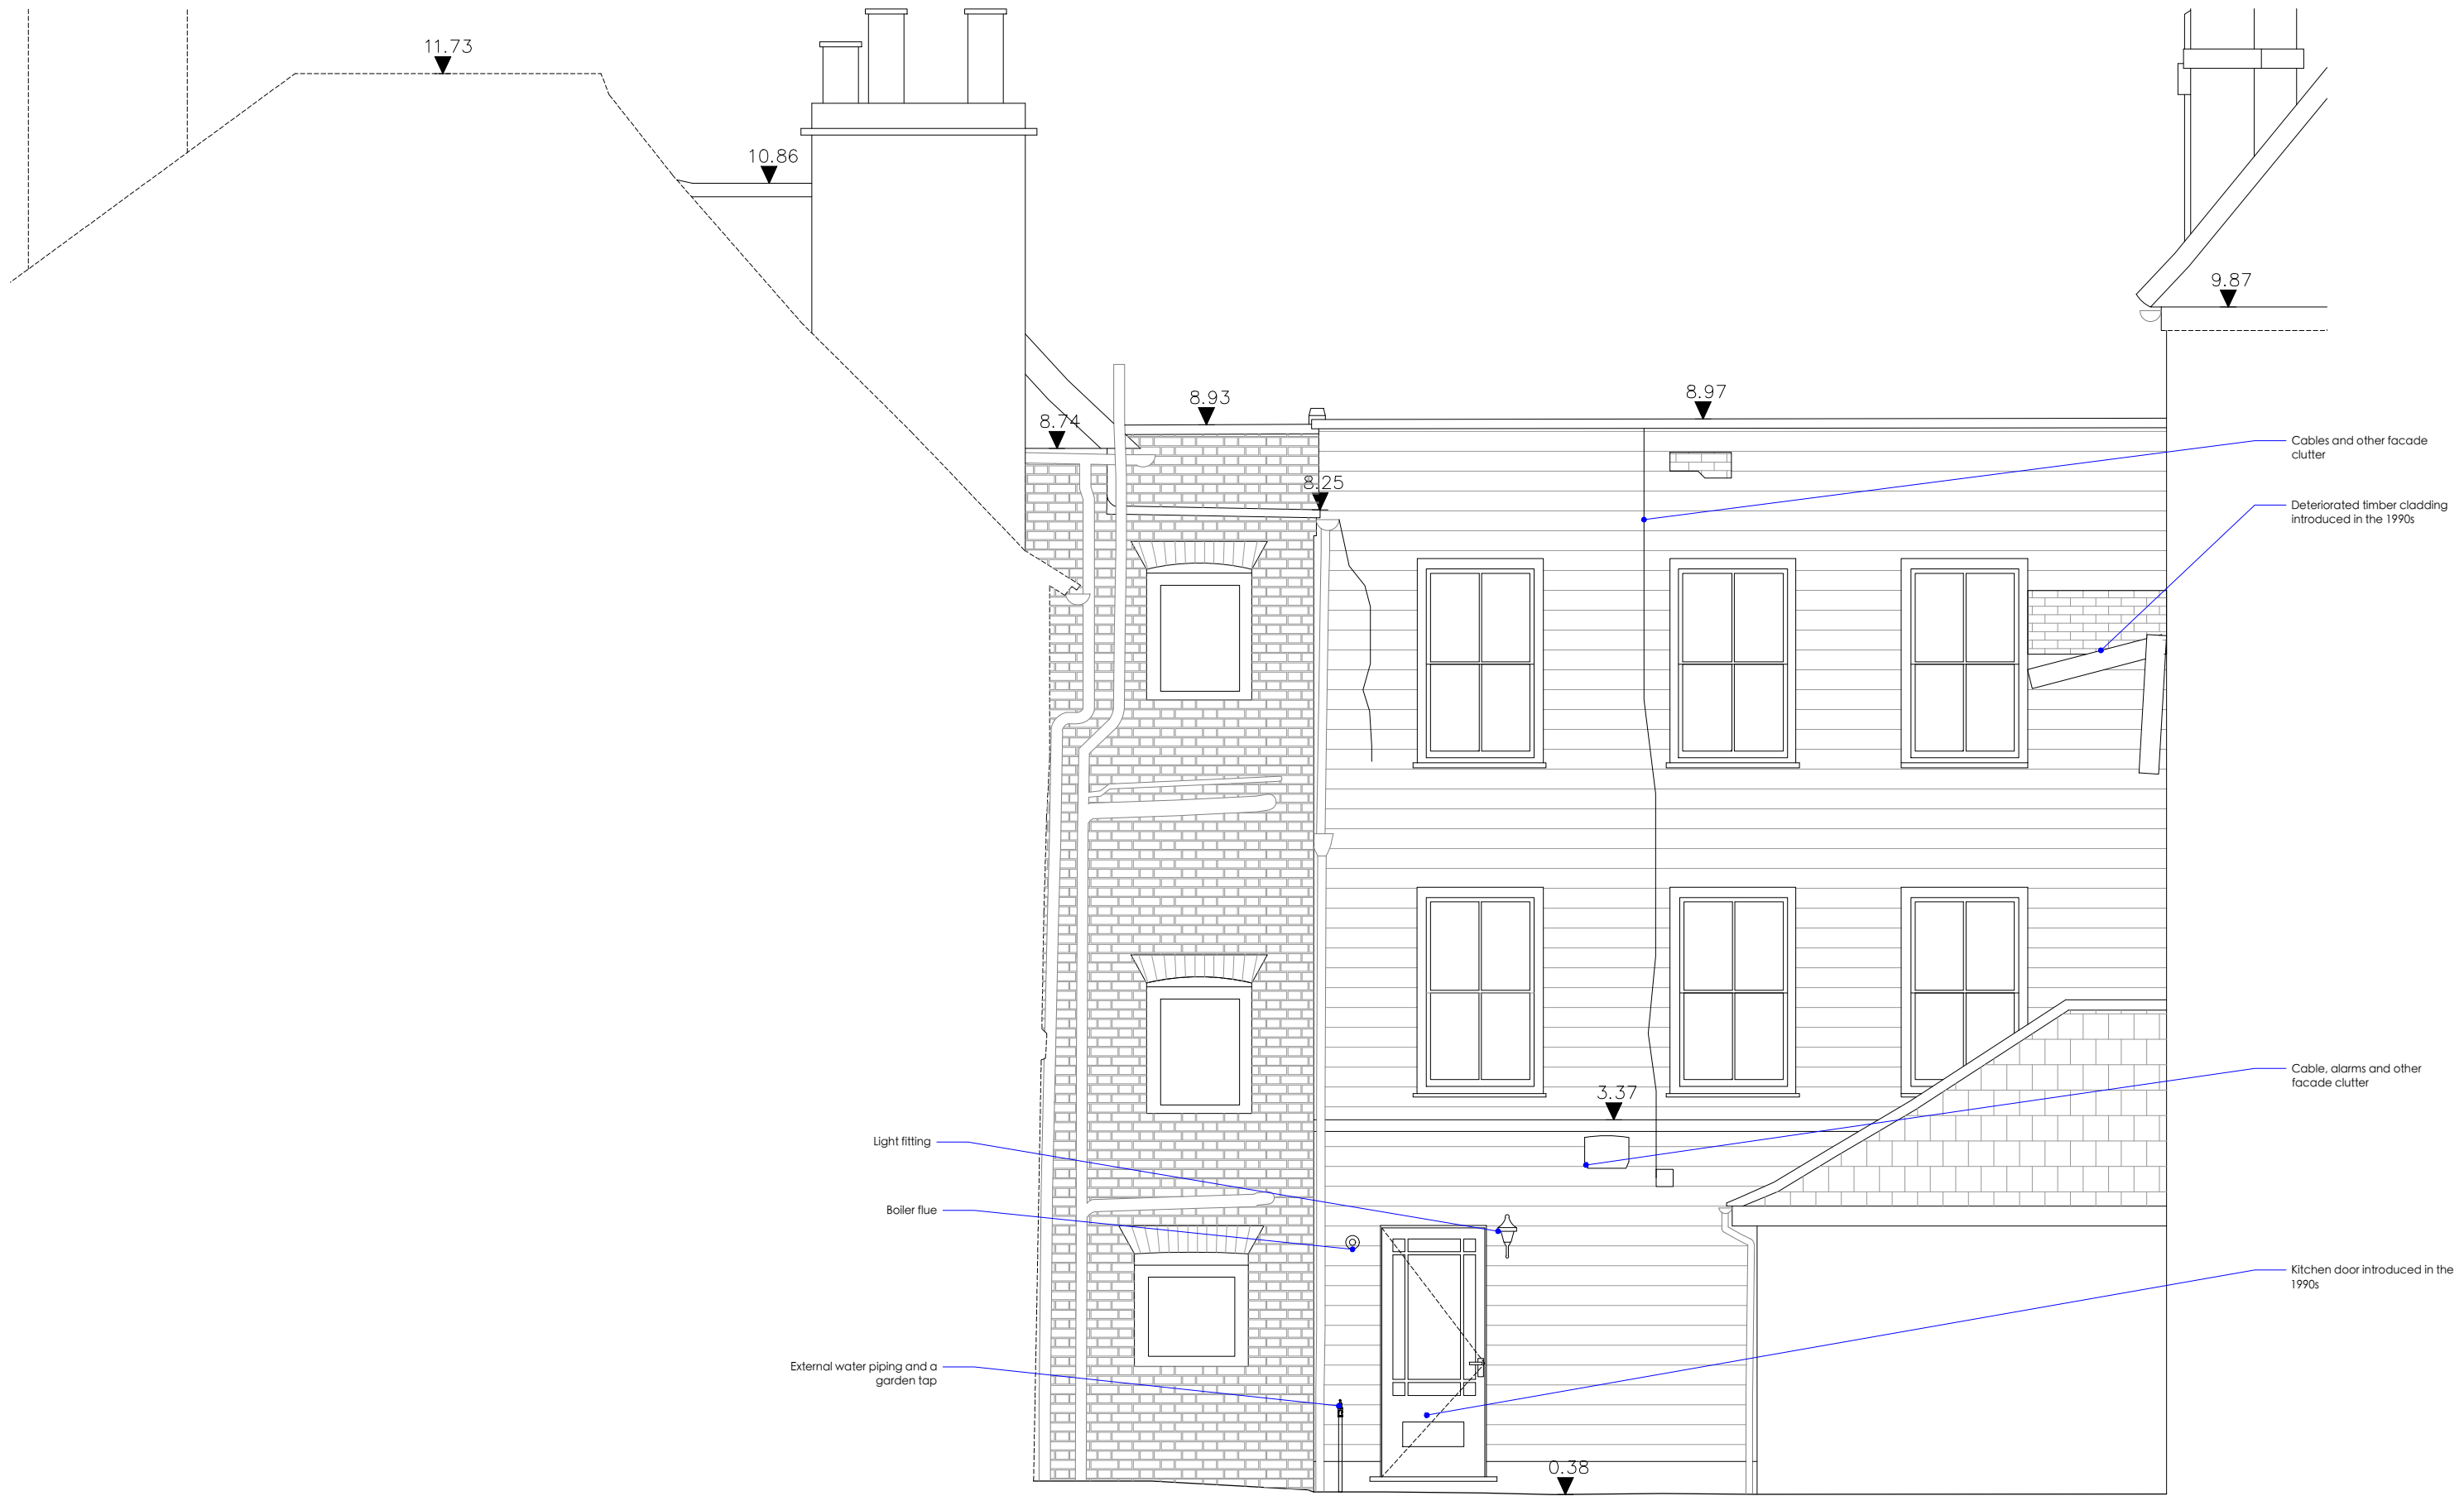 11.73
10.86
9.87
8.97
8.93
8.74
Cables and other facade
clutter
8.25
Deteriorated timber cladding
introduced in the 1990s
Cable, alarms and other
facade clutter
3.37
Light fitting
Boiler flue
Kitchen door introduced in the
1990s
External water piping and a
garden tap
0.38